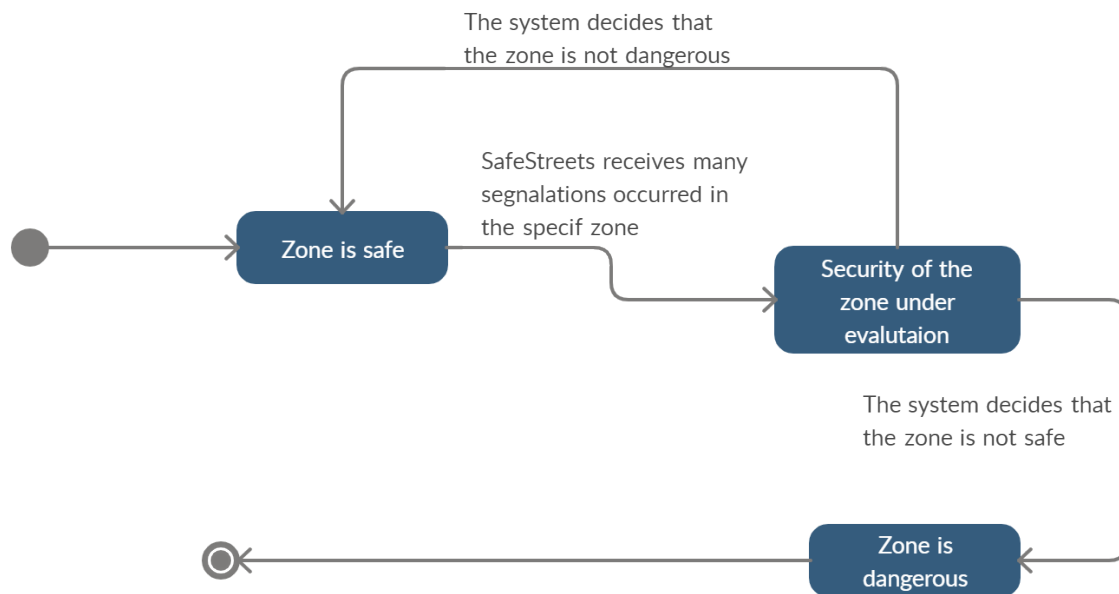 The system decides that
the zone is not dangerous
SafeStreets receives many
segnalations occurred in
the specif zone
Zone is safe
Security of the
zone under
evalutaion
The system decides that
the zone is not safe
Zone is
dangerous